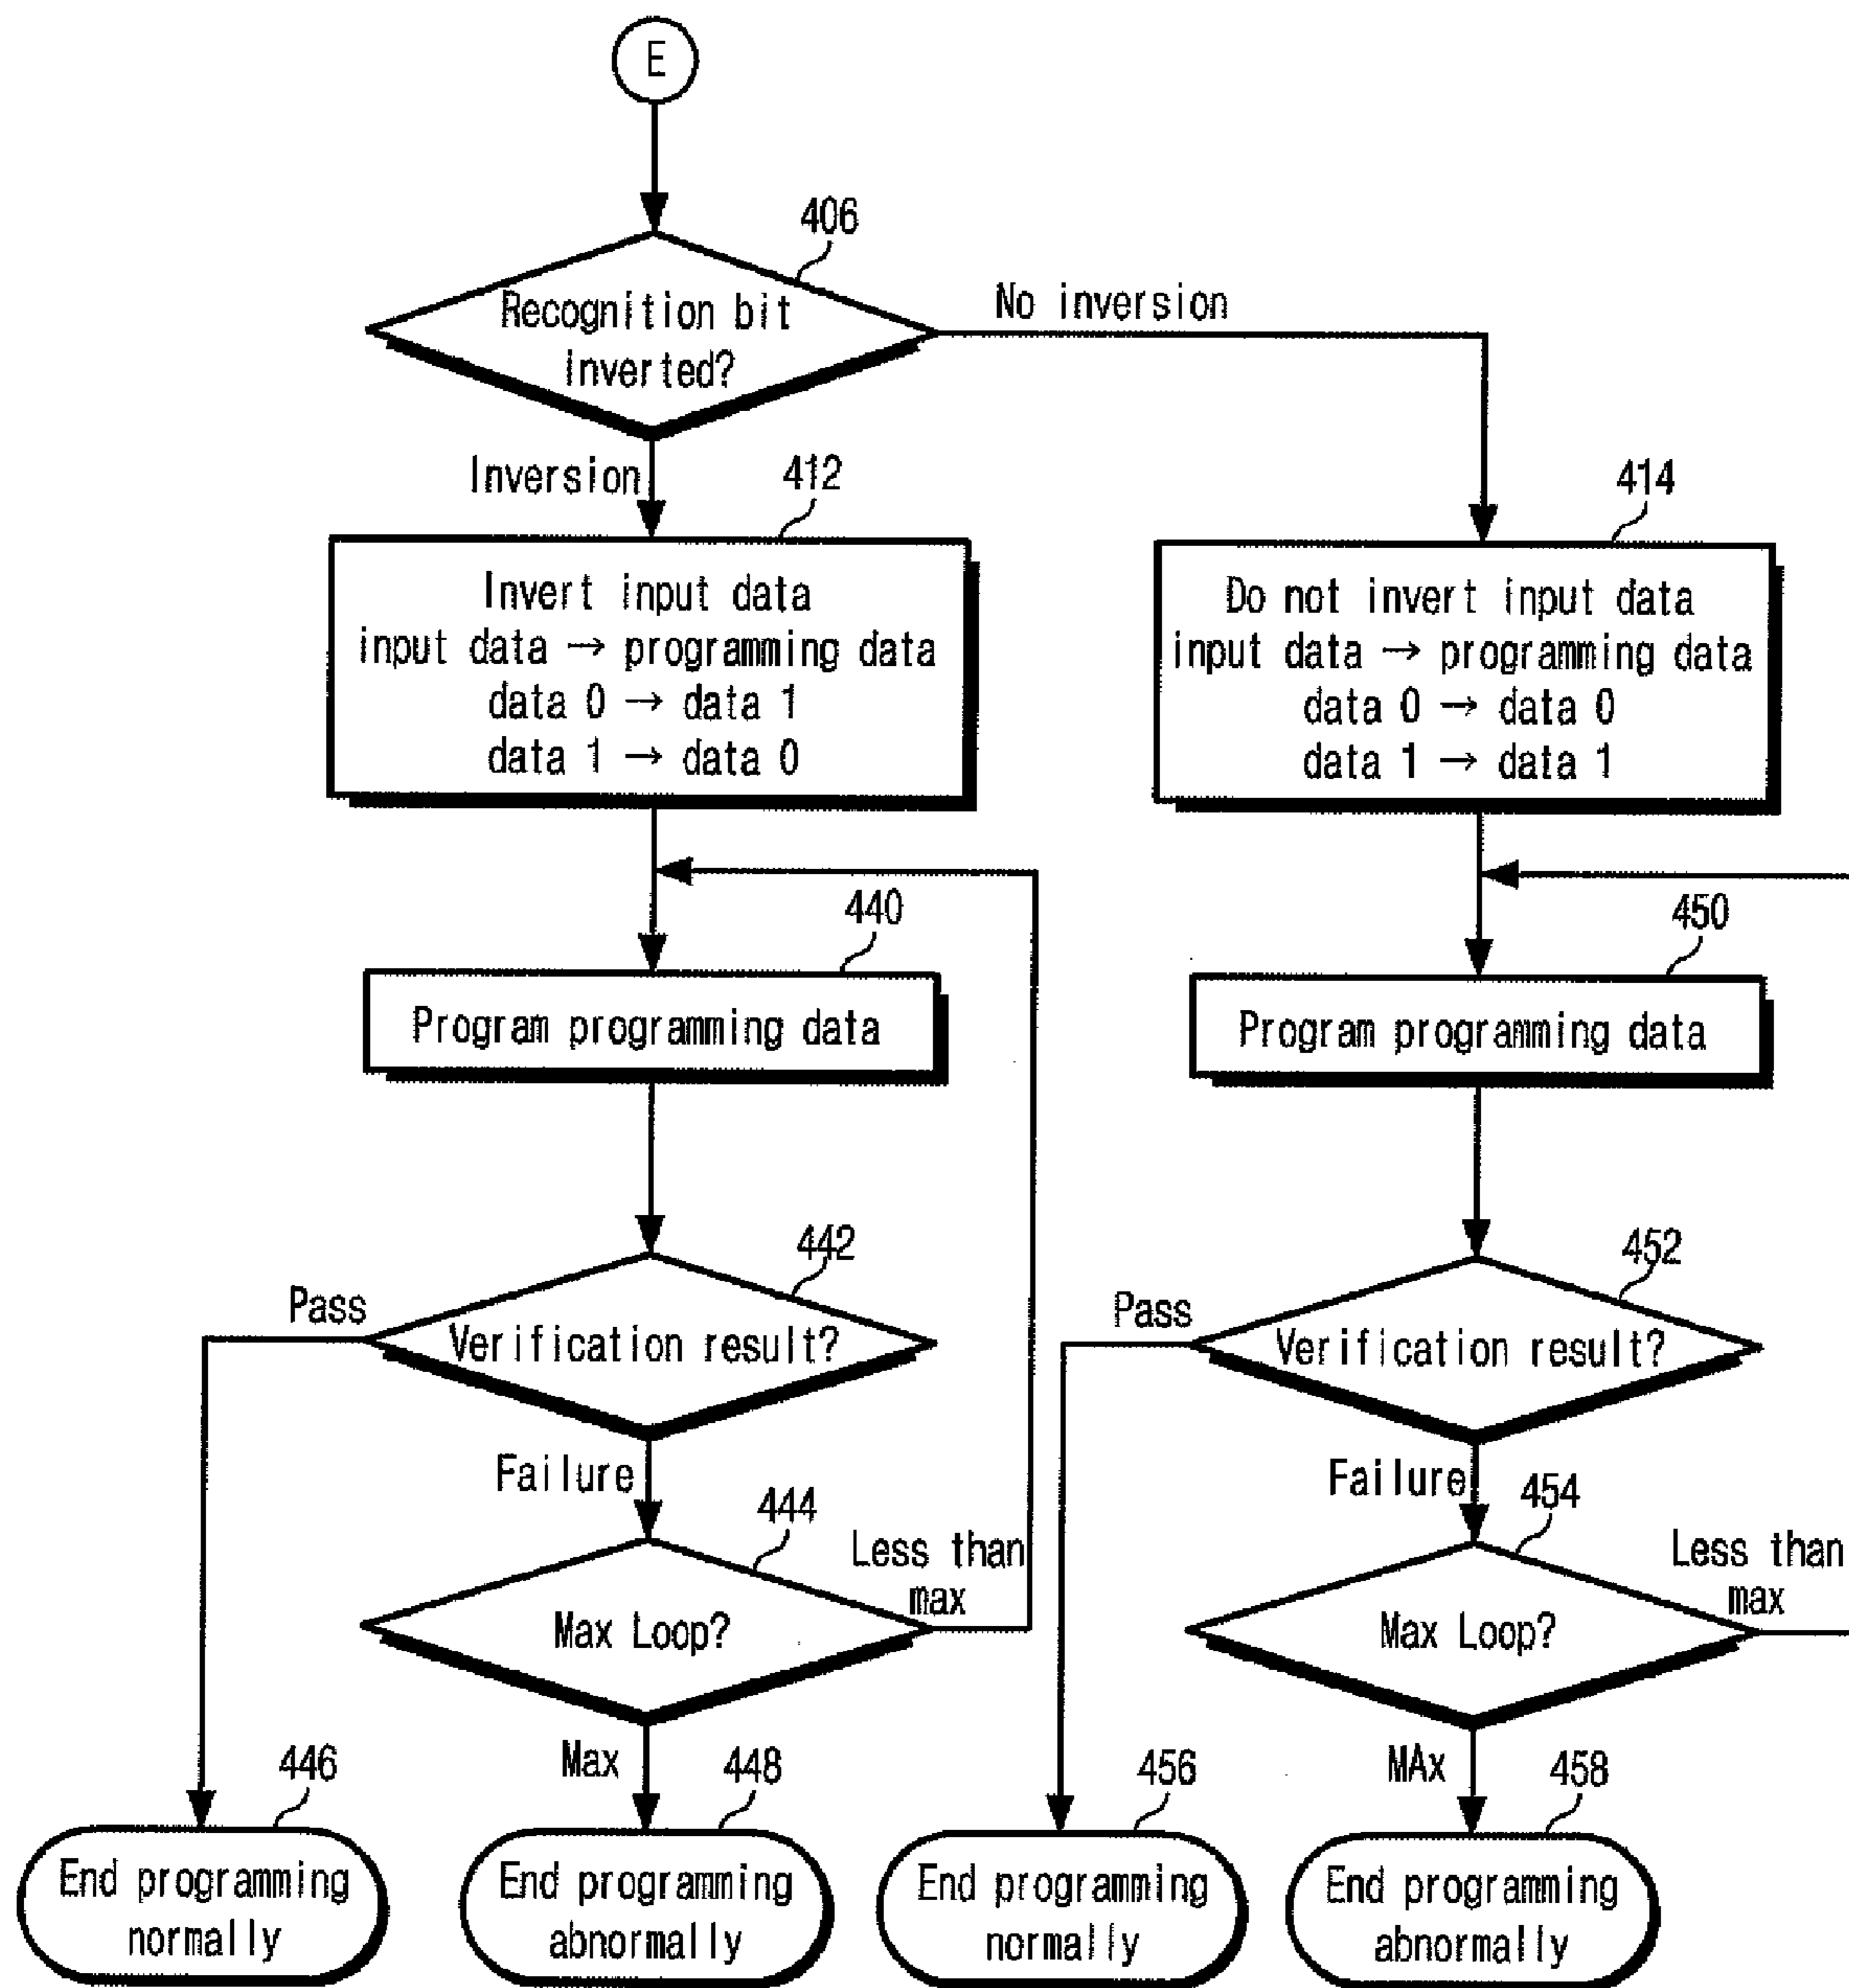 E
406
Recognition bit
inverted?
No inversion
Inversion
412
414
Invert input data
input data → programming data
data 0 → data 1
data 1 → data 0
Do not invert input data
input data → programming data
data 0 → data 0
data 1 → data 1
440
450
Program programming data
Program programming data
442
452
Pass
Verification result?
Pass
Verification result?
Failure
Failure
444
454
Less than
max
Less than
max
Max Loop?
Max Loop?
446
Max
448
456
MAx
458
End programming
normally
End programming
abnormally
End programming
normally
End programming
abnormally